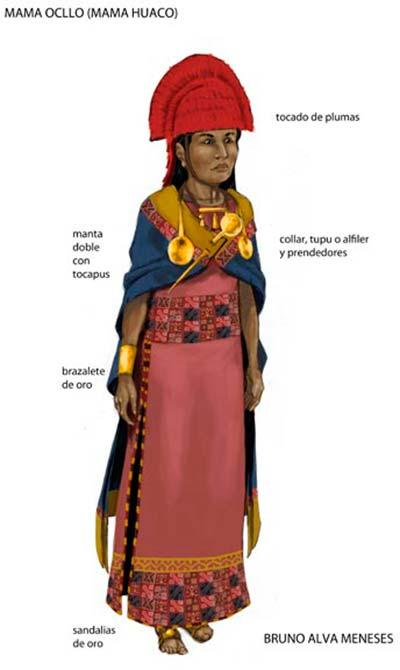 MAMA OCLLO (MAMA HUACO)
tocado de plumas
manta
doble
con
tocapus
collar, tupu o alfiler
y prendedores
brazalete
de oro
sandalias
de oro
BRUNO ALVA MENESES